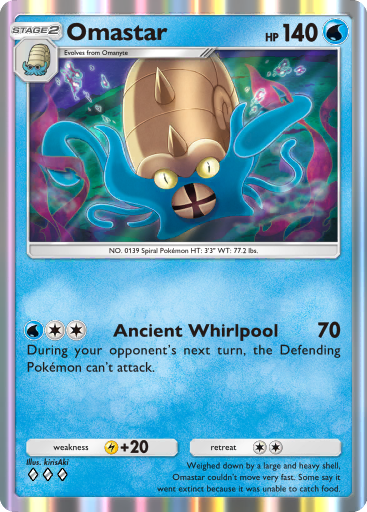 STAGE2 Omastar HP 140
Evolves from Omanyte
NO. 0139 Spiral Pokémon HT: 3'3" WT: 77.2 lbs.
Ancient Whirlpool 70
During your opponent's next turn, the Defending
Pokémon can't attack.
weakness +20 retreat
Illus. kirisAki
Weighed down by a large and heavy shell,
Omastar couldn't move very fast. Some say it
went extinct because it was unable to catch food.